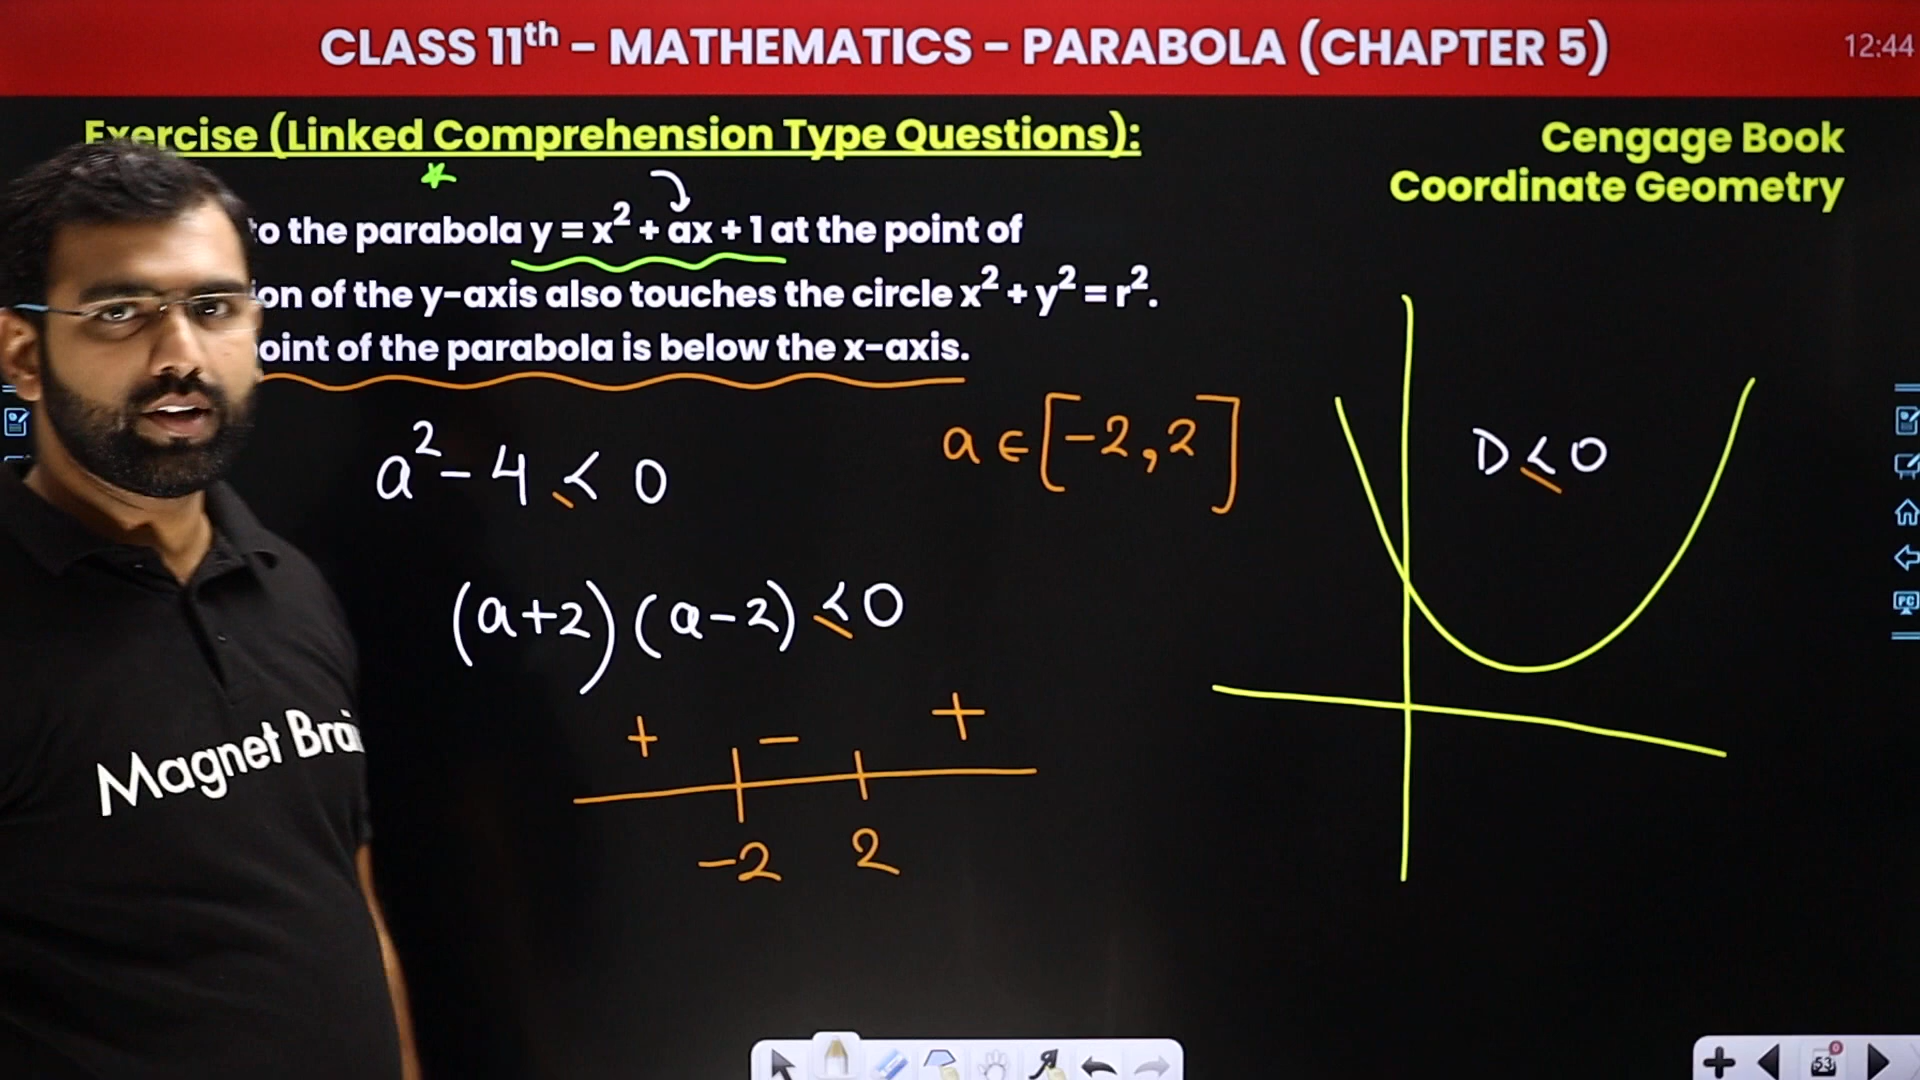 CLASS 11th – MATHEMATICS – PARABOLA (CHAPTER 5)
12:44
Exercise (Linked Comprehension Type Questions):
Cengage Book
Coordinate Geometry
to the parabola y = x² + ax + 1 at the point of
ion of the y-axis also touches the circle x² + y² = r².
oint of the parabola is below the x-axis.
a² - 4 ≤ 0
a ∈ [-2, 2]
D ≤ 0
(a+2) (a-2) ≤ 0
+ − +
-2 2
Magnet Brai
PC
53